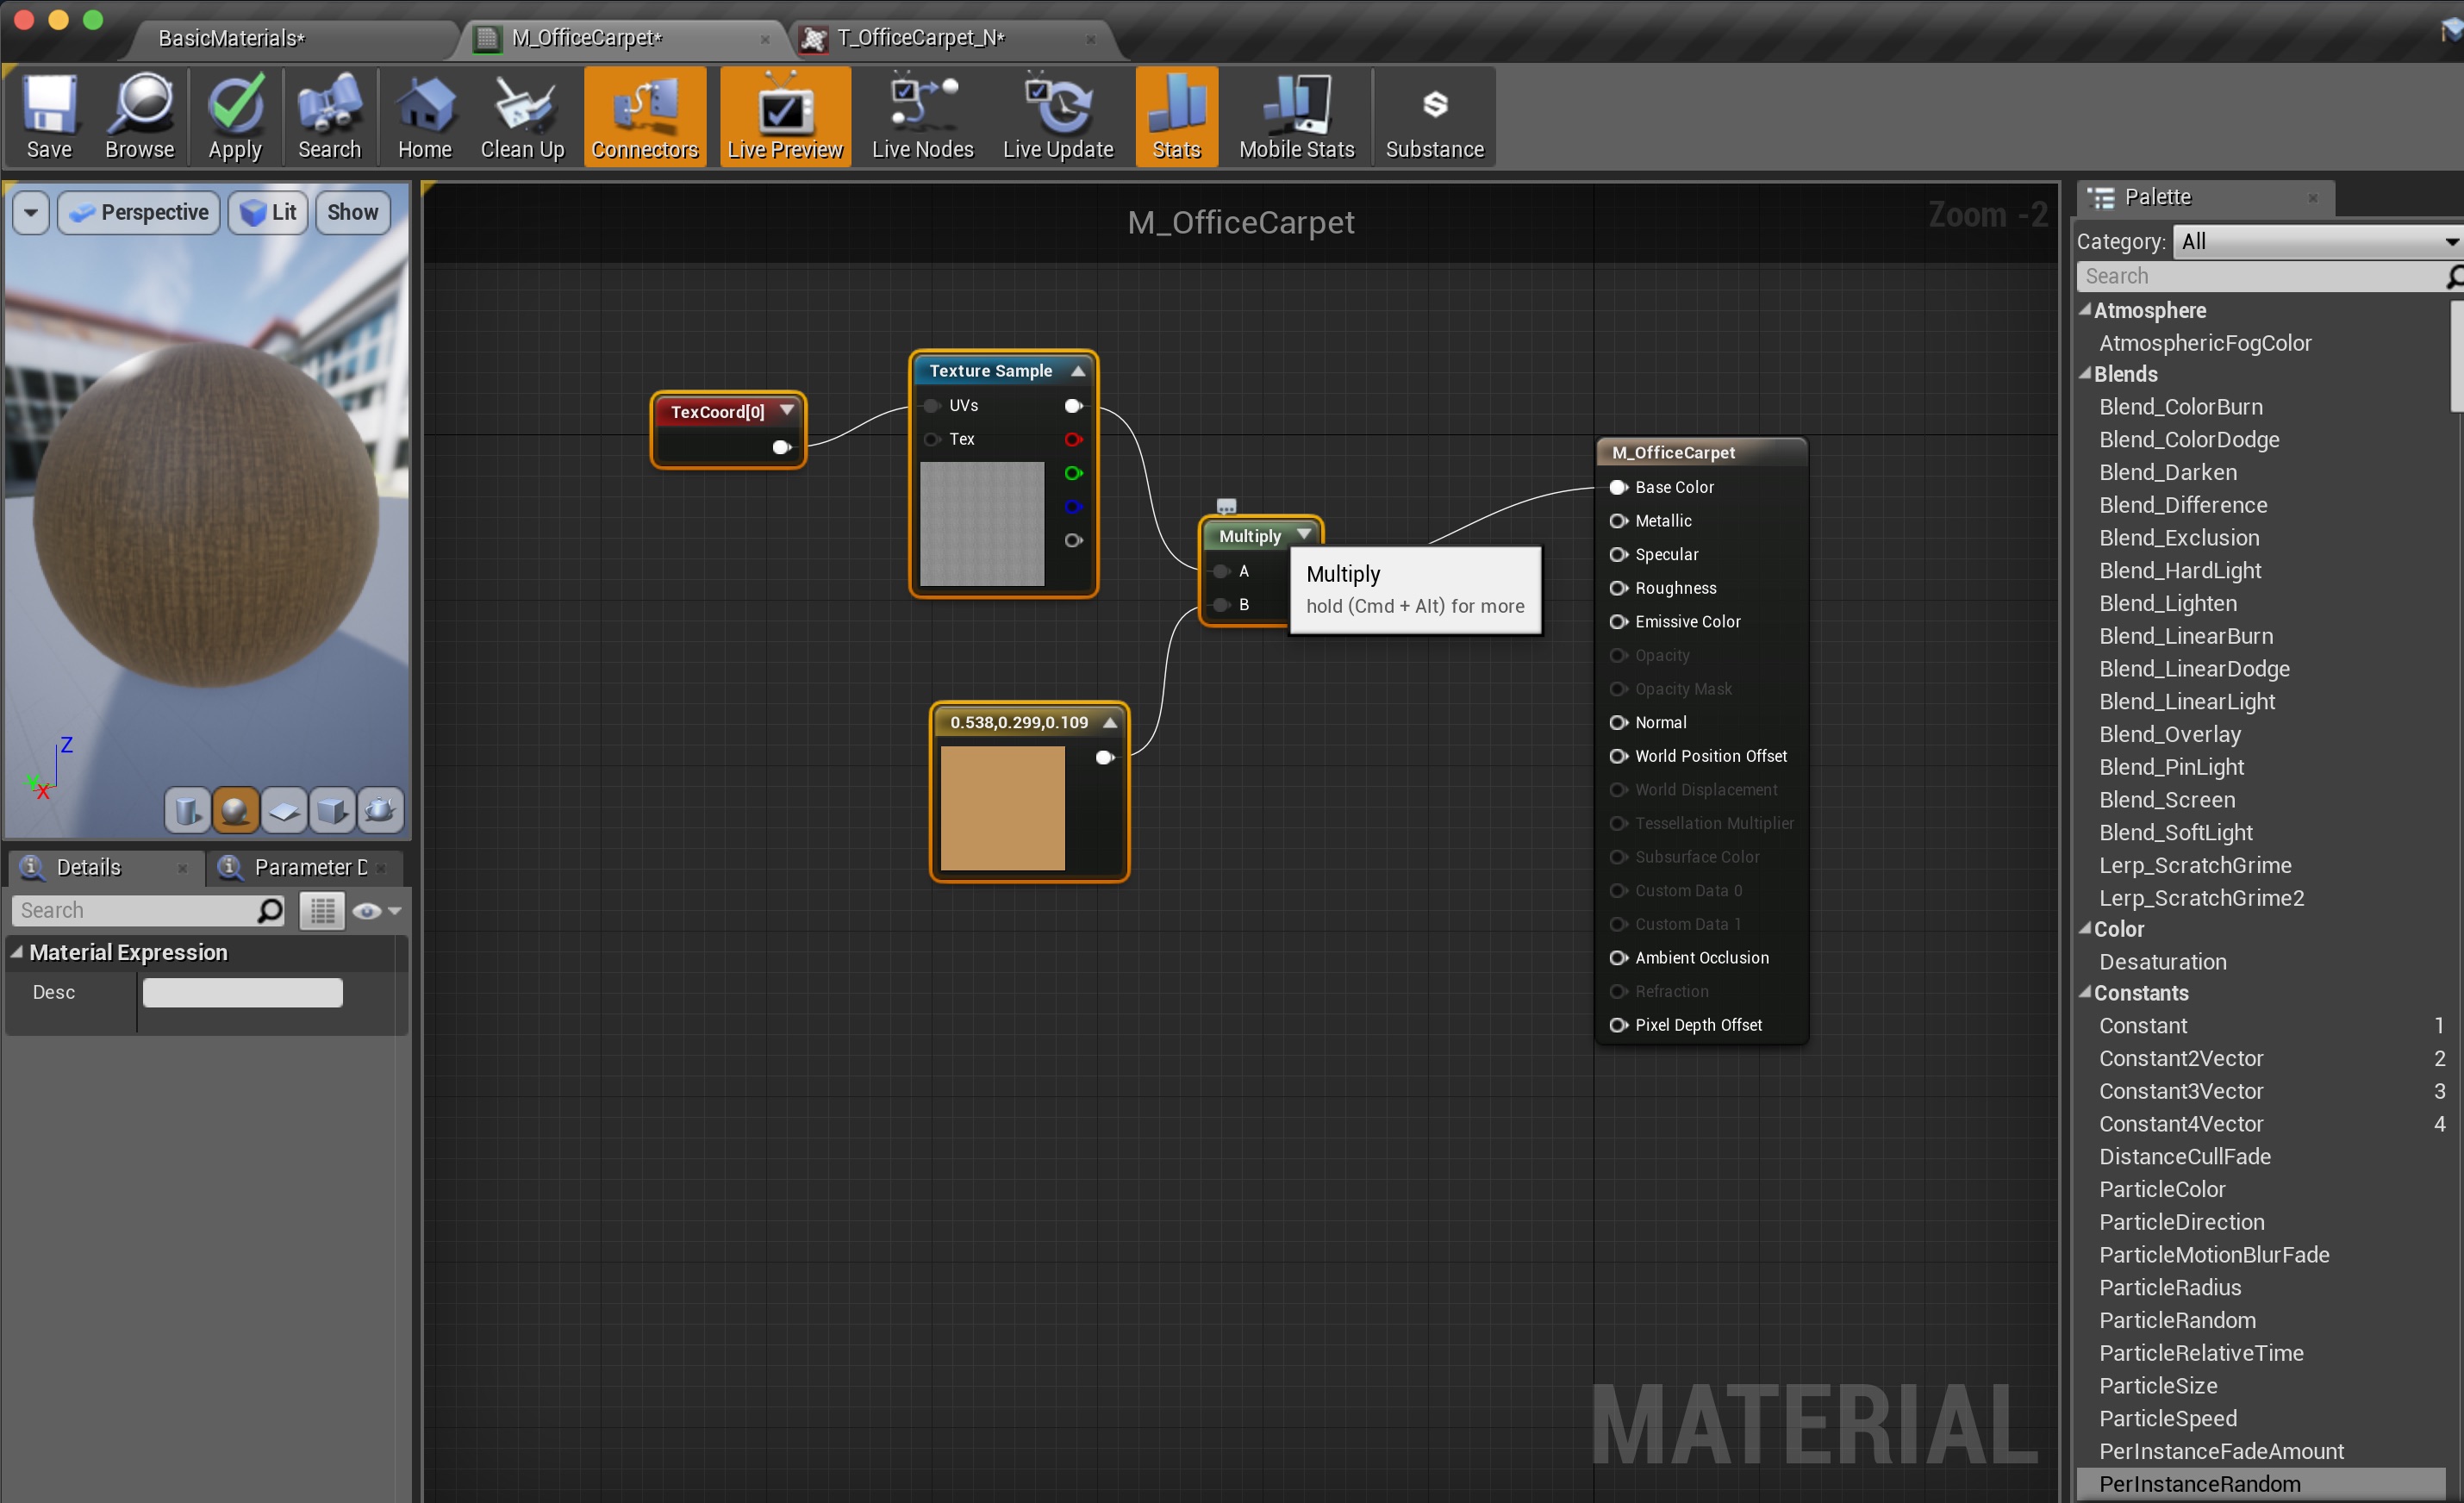 BasicMaterials*
M_OfficeCarpet*
T_OfficeCarpet_N*
Save
Browse
Apply
Search
Home
Clean Up
Connectors
Live Preview
Live Nodes
Live Update
Stats
Mobile Stats
Substance
Perspective
Lit
Show
Z
Y
X
Details
Parameter D
Search
Material Expression
Desc
M_OfficeCarpet
Zoom -2
TexCoord[0]
Texture Sample
UVs
Tex
Multiply
A
B
Multiply
hold (Cmd + Alt) for more
0.538,0.299,0.109
M_OfficeCarpet
Base Color
Metallic
Specular
Roughness
Emissive Color
Opacity
Opacity Mask
Normal
World Position Offset
World Displacement
Tessellation Multiplier
Subsurface Color
Custom Data 0
Custom Data 1
Ambient Occlusion
Refraction
Pixel Depth Offset
MATERIAL
Palette
Category: All
Search
Atmosphere
AtmosphericFogColor
Blends
Blend_ColorBurn
Blend_ColorDodge
Blend_Darken
Blend_Difference
Blend_Exclusion
Blend_HardLight
Blend_Lighten
Blend_LinearBurn
Blend_LinearDodge
Blend_LinearLight
Blend_Overlay
Blend_PinLight
Blend_Screen
Blend_SoftLight
Lerp_ScratchGrime
Lerp_ScratchGrime2
Color
Desaturation
Constants
Constant 1
Constant2Vector 2
Constant3Vector 3
Constant4Vector 4
DistanceCullFade
ParticleColor
ParticleDirection
ParticleMotionBlurFade
ParticleRadius
ParticleRandom
ParticleRelativeTime
ParticleSize
ParticleSpeed
PerInstanceFadeAmount
PerInstanceRandom